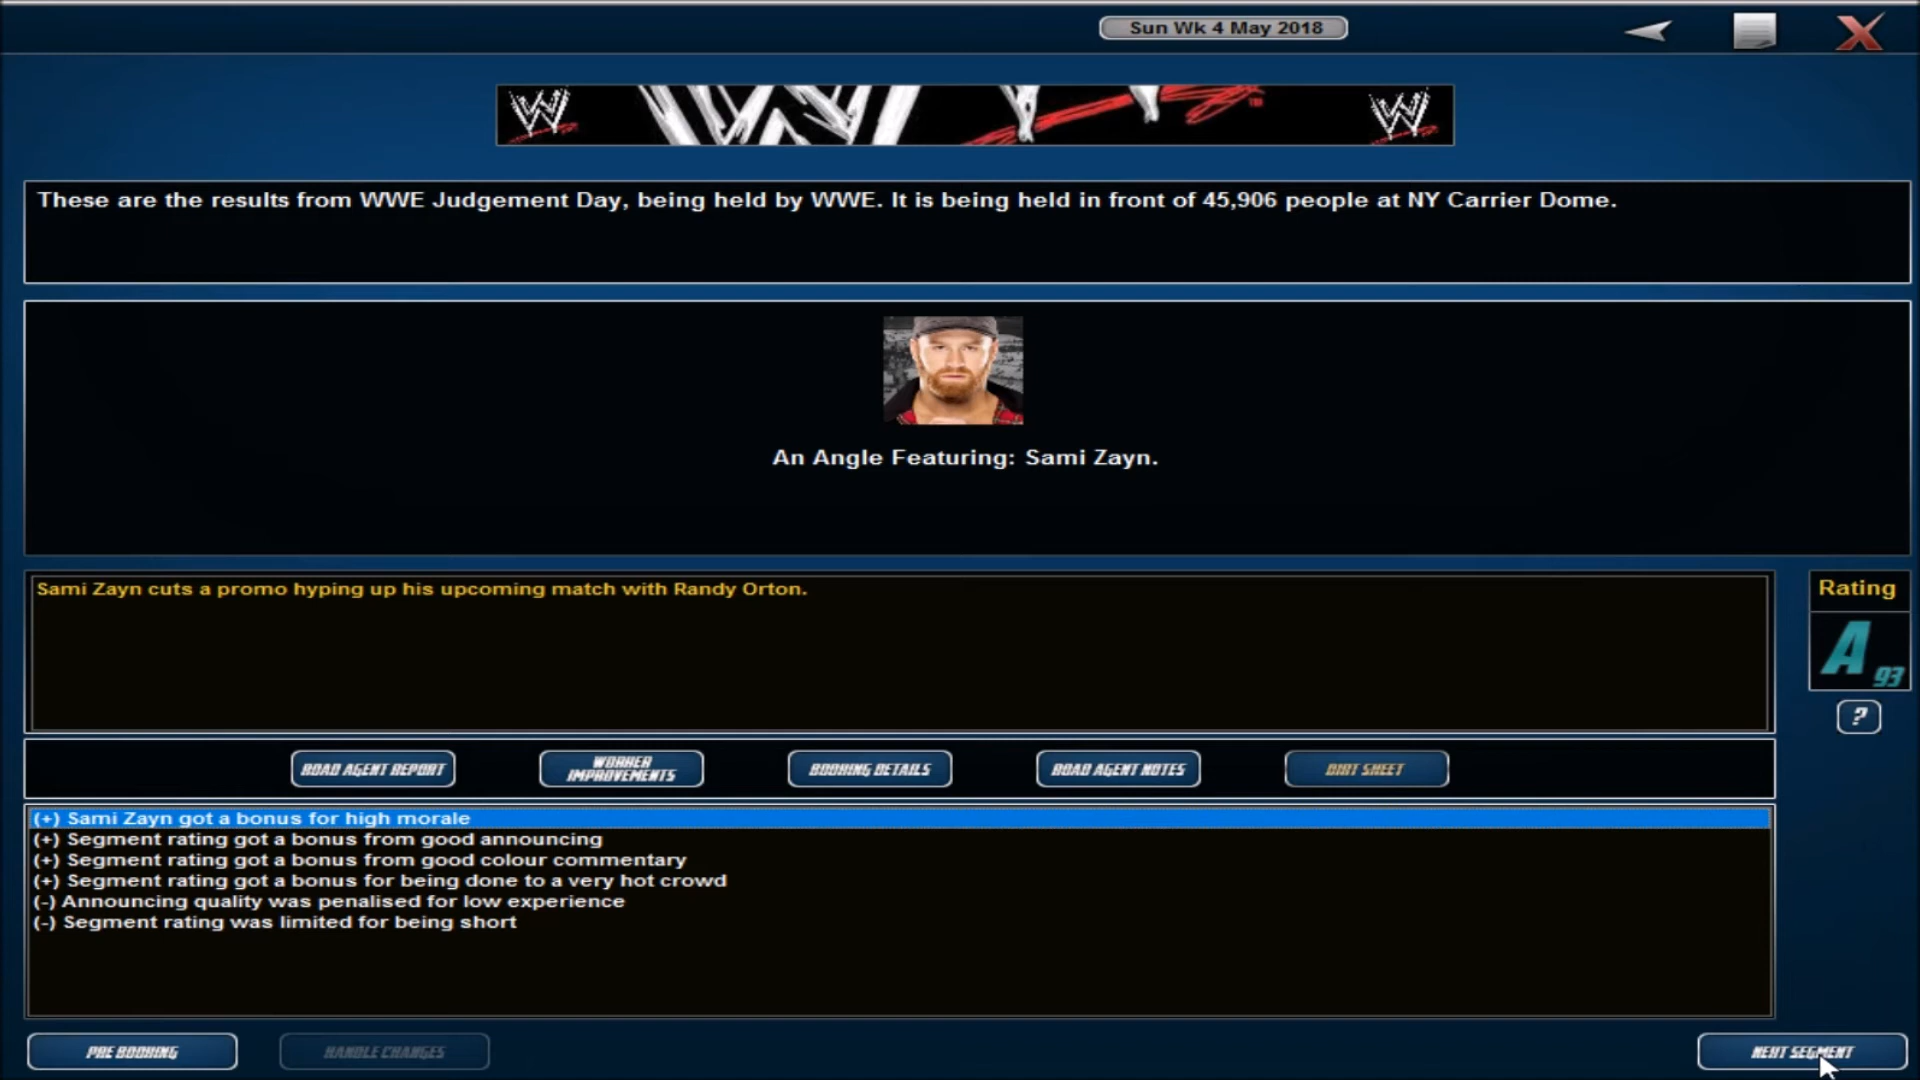 Sun Wk 4 May 2018
These are the results from WWE Judgement Day, being held by WWE. It is being held in front of 45,906 people at NY Carrier Dome.
An Angle Featuring: Sami Zayn.
Sami Zayn cuts a promo hyping up his upcoming match with Randy Orton.
Rating
A 93
?
ROAD AGENT REPORT
WORKER IMPROVEMENTS
BOOKING DETAILS
ROAD AGENT NOTES
DIRT SHEET
(+) Sami Zayn got a bonus for high morale
(+) Segment rating got a bonus from good announcing
(+) Segment rating got a bonus from good colour commentary
(+) Segment rating got a bonus for being done to a very hot crowd
(-) Announcing quality was penalised for low experience
(-) Segment rating was limited for being short
PRE BOOKING
HANDLE CHANGES
NEXT SEGMENT